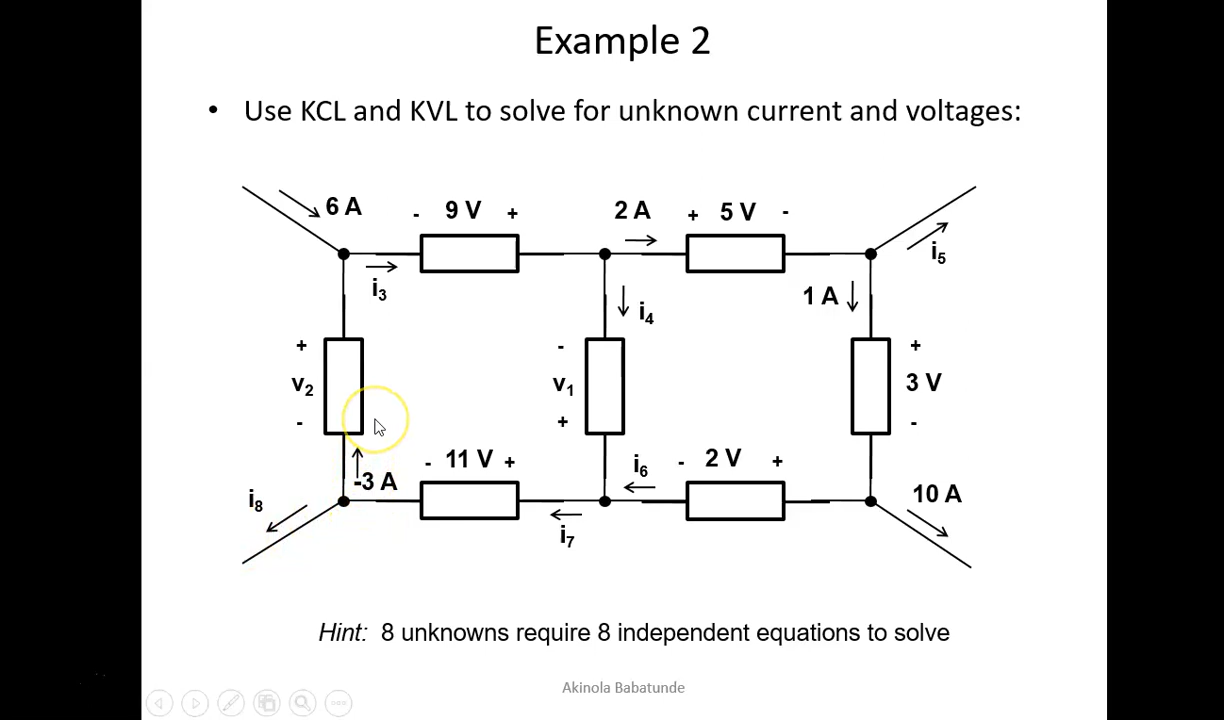 Example 2
• Use KCL and KVL to solve for unknown current and voltages:
6 A
- 9 V +
2 A
+ 5 V -
i3
i4
1 A
i5
+
v2
-
-
v1
+
+
3 V
-
-3 A
- 11 V +
i6
- 2 V +
10 A
i8
i7
Hint: 8 unknowns require 8 independent equations to solve
Akinola Babatunde